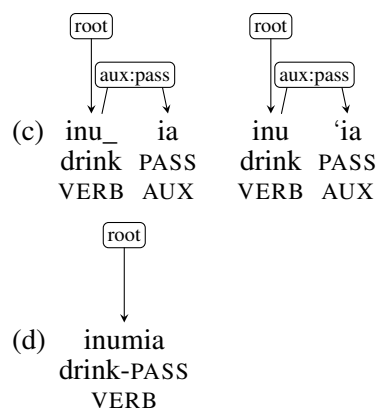 root root
aux:pass aux:pass
(c) inu_ ia inu ‘ia
drink PASS drink PASS
VERB AUX VERB AUX
root
(d) inumia
drink-PASS
VERB